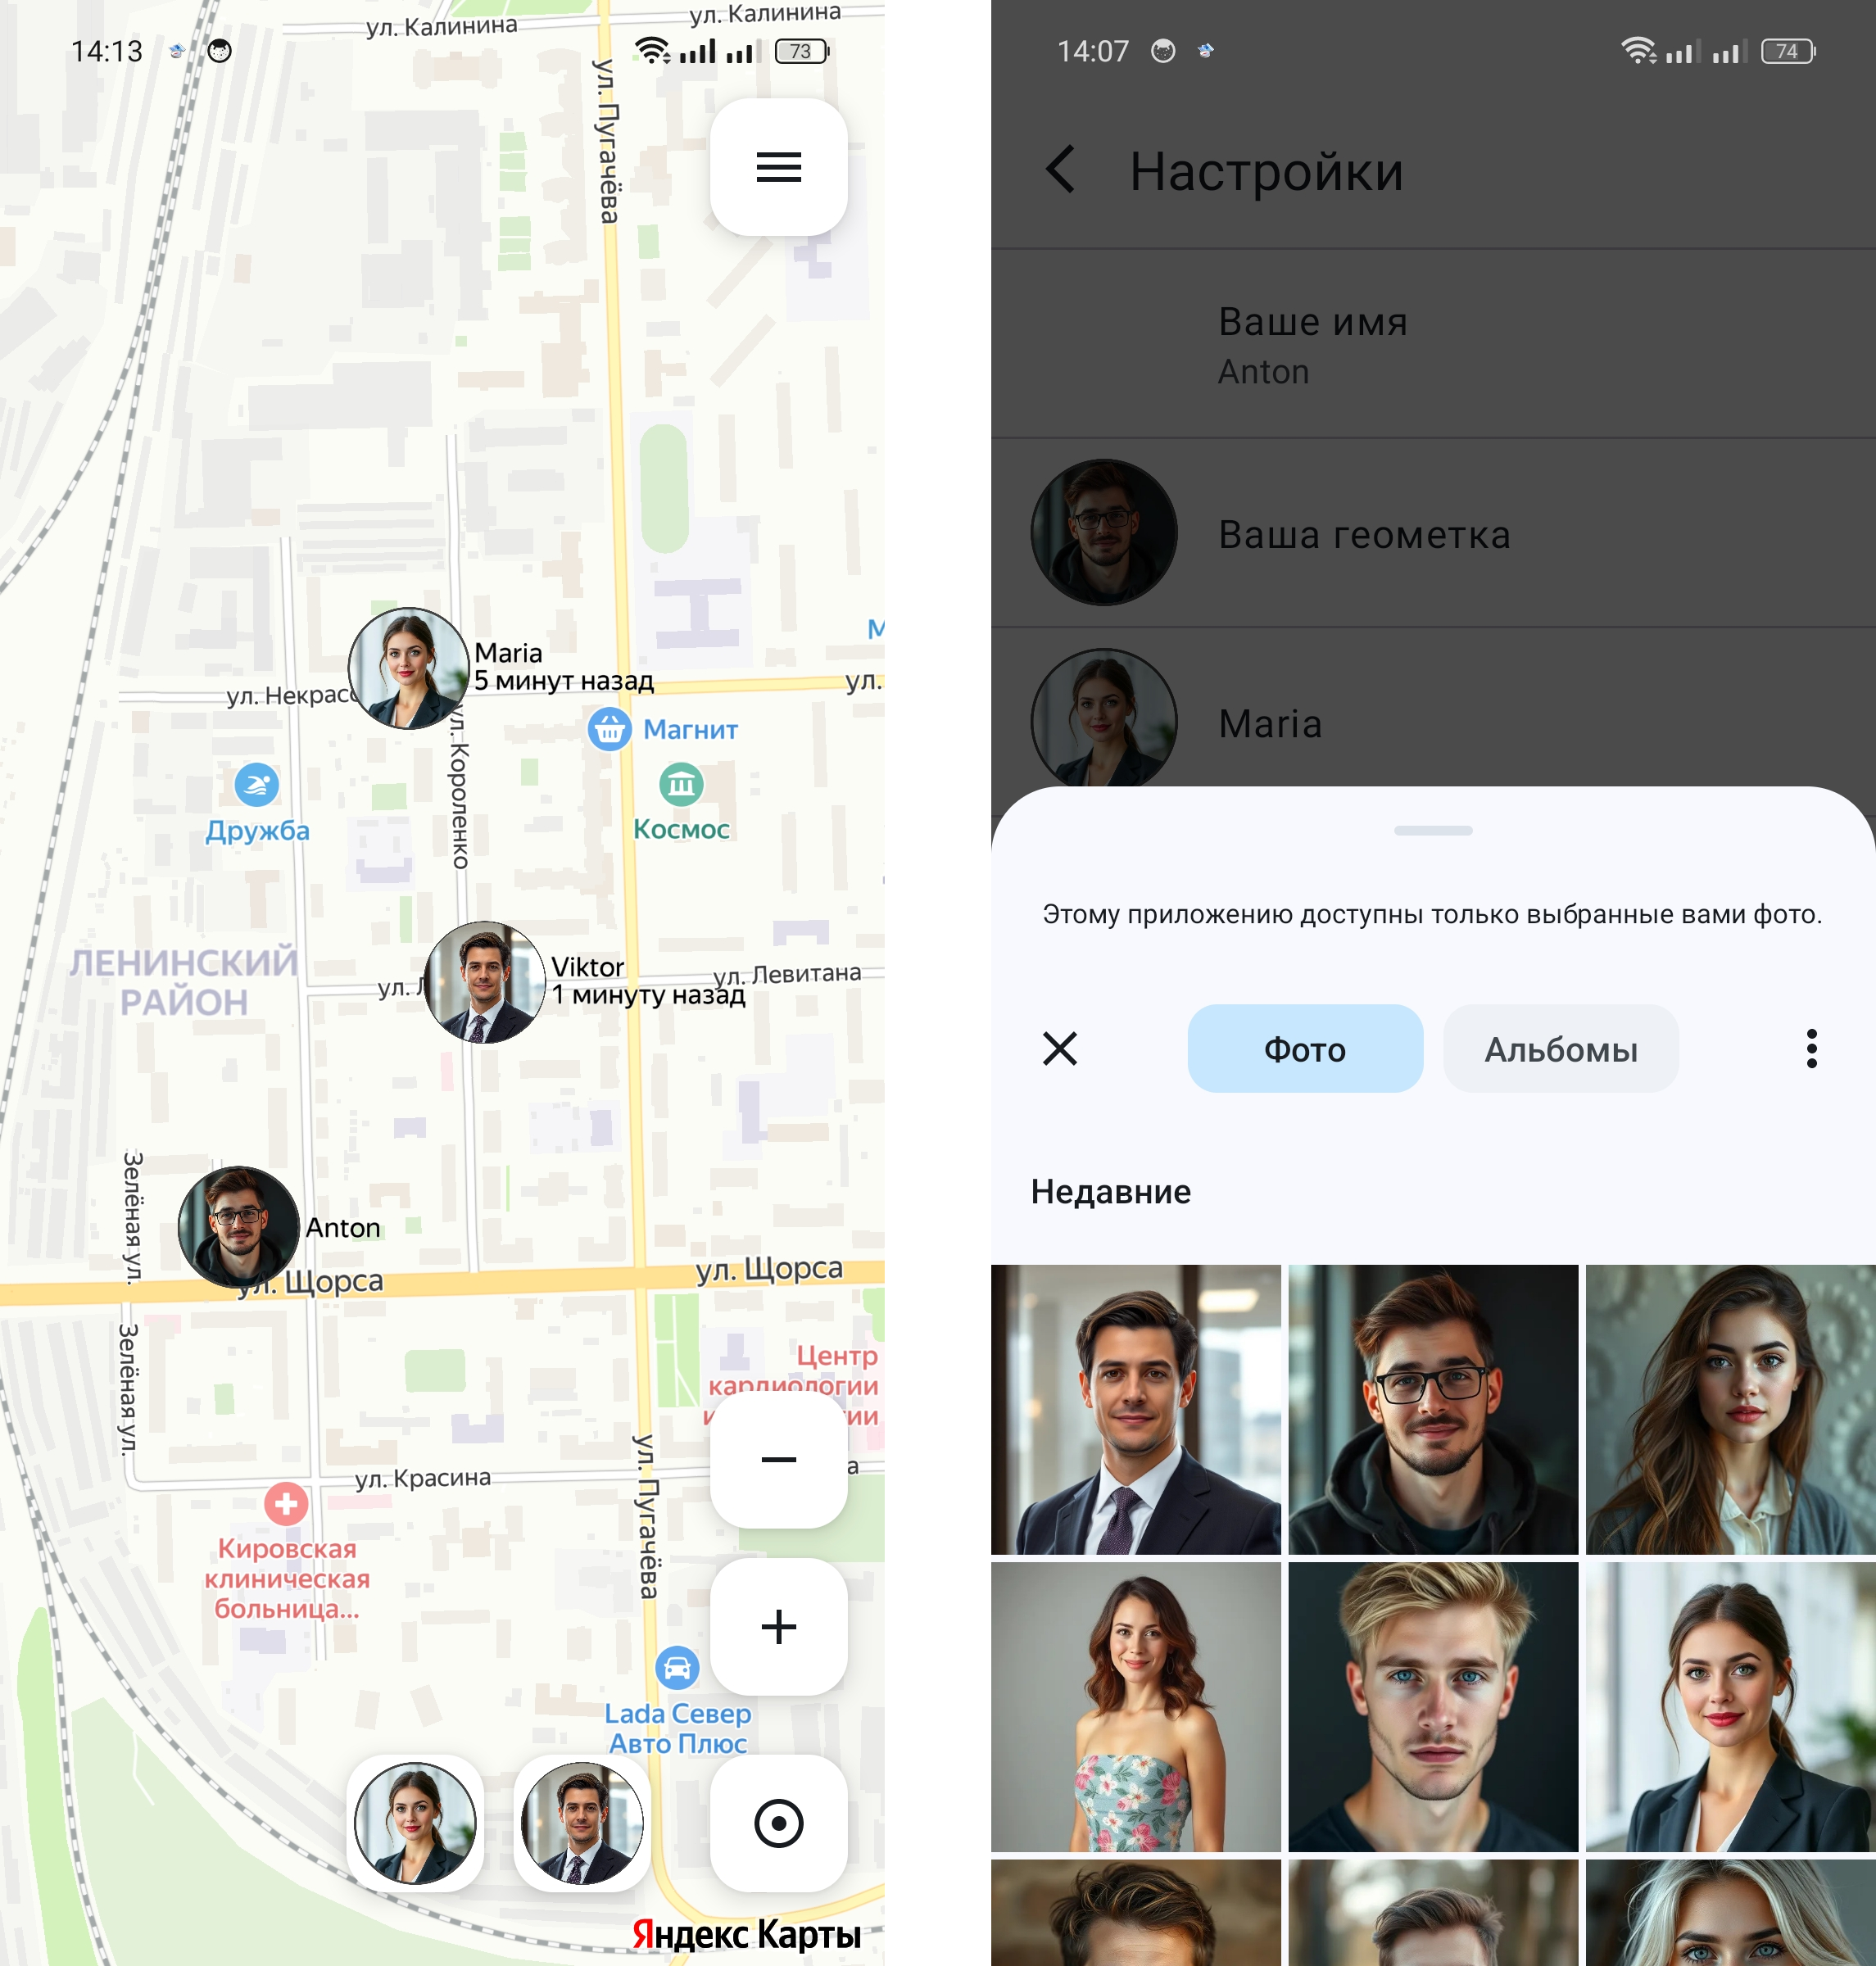 14:13
73
ул. Калинина
ул. Калинина
ул. Пугачёва
Maria
5 минут назад
ул. Некрасо
ул.
ул. Короленко
Магнит
Дружба
Космос
ЛЕНИНСКИЙ
РАЙОН
Viktor
1 минуту назад
ул. Левитана
ул. Л
Зелёная ул.
Anton
ул. Щорса
ул. Щорса
Зелёная ул.
Центр
кардиологии
ул. Красина
ул. Пугачёва
Кировская
клиническая
больница...
Lada Север
Авто Плюс
Яндекс Карты
14:07
74
Настройки
Ваше имя
Anton
Ваша геометка
Maria
Этому приложению доступны только выбранные вами фото.
Фото
Альбомы
Недавние